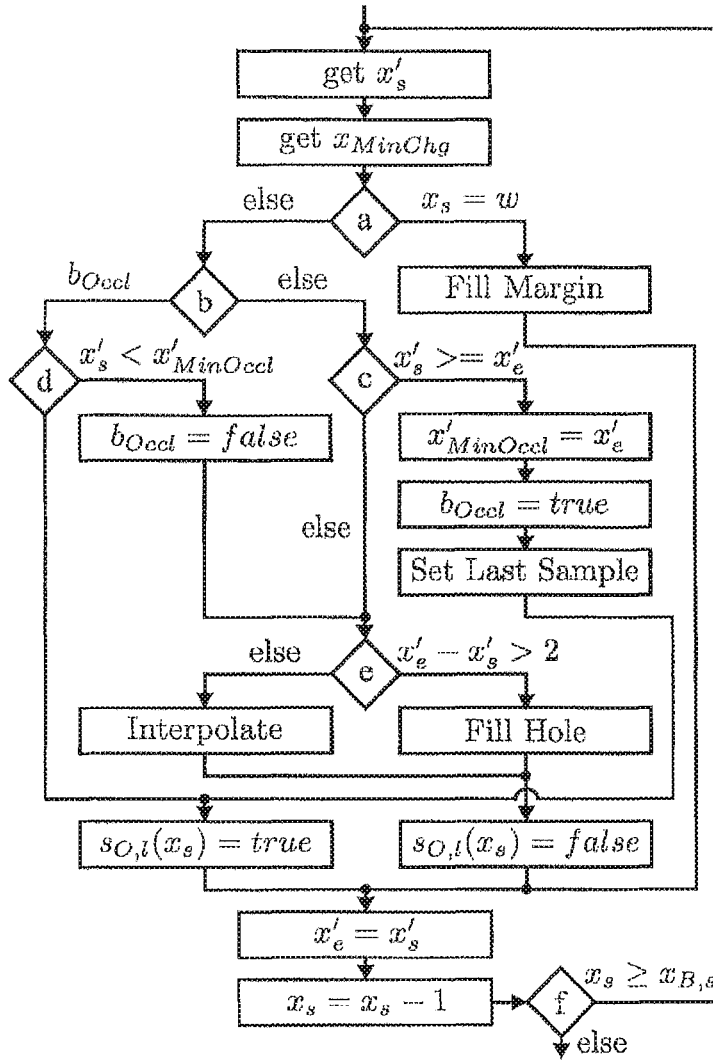 get x′_s
get x_MinChg
else
a
x_s = w
b_Occl
b
else
Fill Margin
d
x′_s < x′_MinOccl
c
x′_s >= x′_e
b_Occl = false
x′_MinOccl = x′_e
b_Occl = true
else
Set Last Sample
else
e
x′_e − x′_s > 2
Interpolate
Fill Hole
s_O,l(x_s) = true
s_O,l(x_s) = false
x′_e = x′_s
x_s = x_s − 1
f
x_s ≥ x_B,s
else